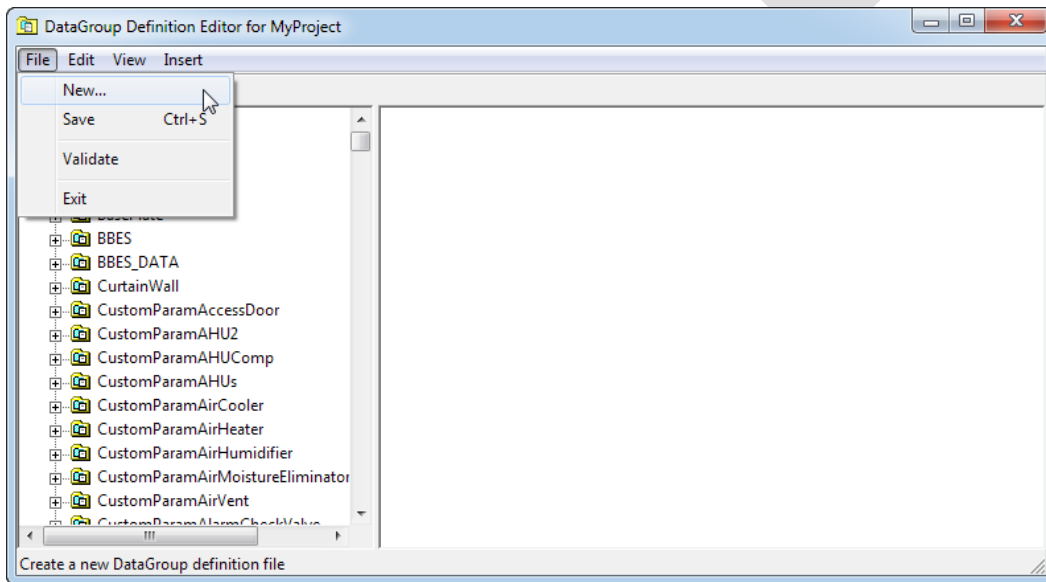 DataGroup Definition Editor for MyProject
File Edit View Insert
New...
Save Ctrl+S
Validate
Exit
BBES
BBES_DATA
CurtainWall
CustomParamAccessDoor
CustomParamAHU2
CustomParamAHUComp
CustomParamAHUs
CustomParamAirCooler
CustomParamAirHeater
CustomParamAirHumidifier
CustomParamAirMoistureEliminator
CustomParamAirVent
CustomParamAlarmCheckValve
Create a new DataGroup definition file